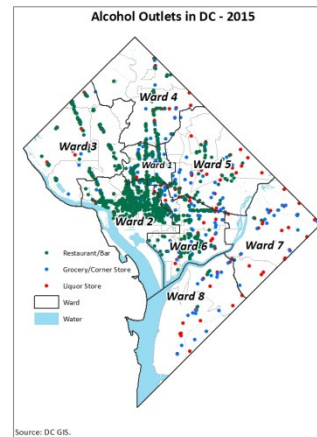 Alcohol Outlets in DC - 2015
Ward 4
Ward 3
Ward 1
Ward 5
Ward 2
Ward 6
Ward 7
Ward 8
Restaurant/Bar
Grocery/Corner Store
Liquor Store
Ward
Water
Source: DC GIS.